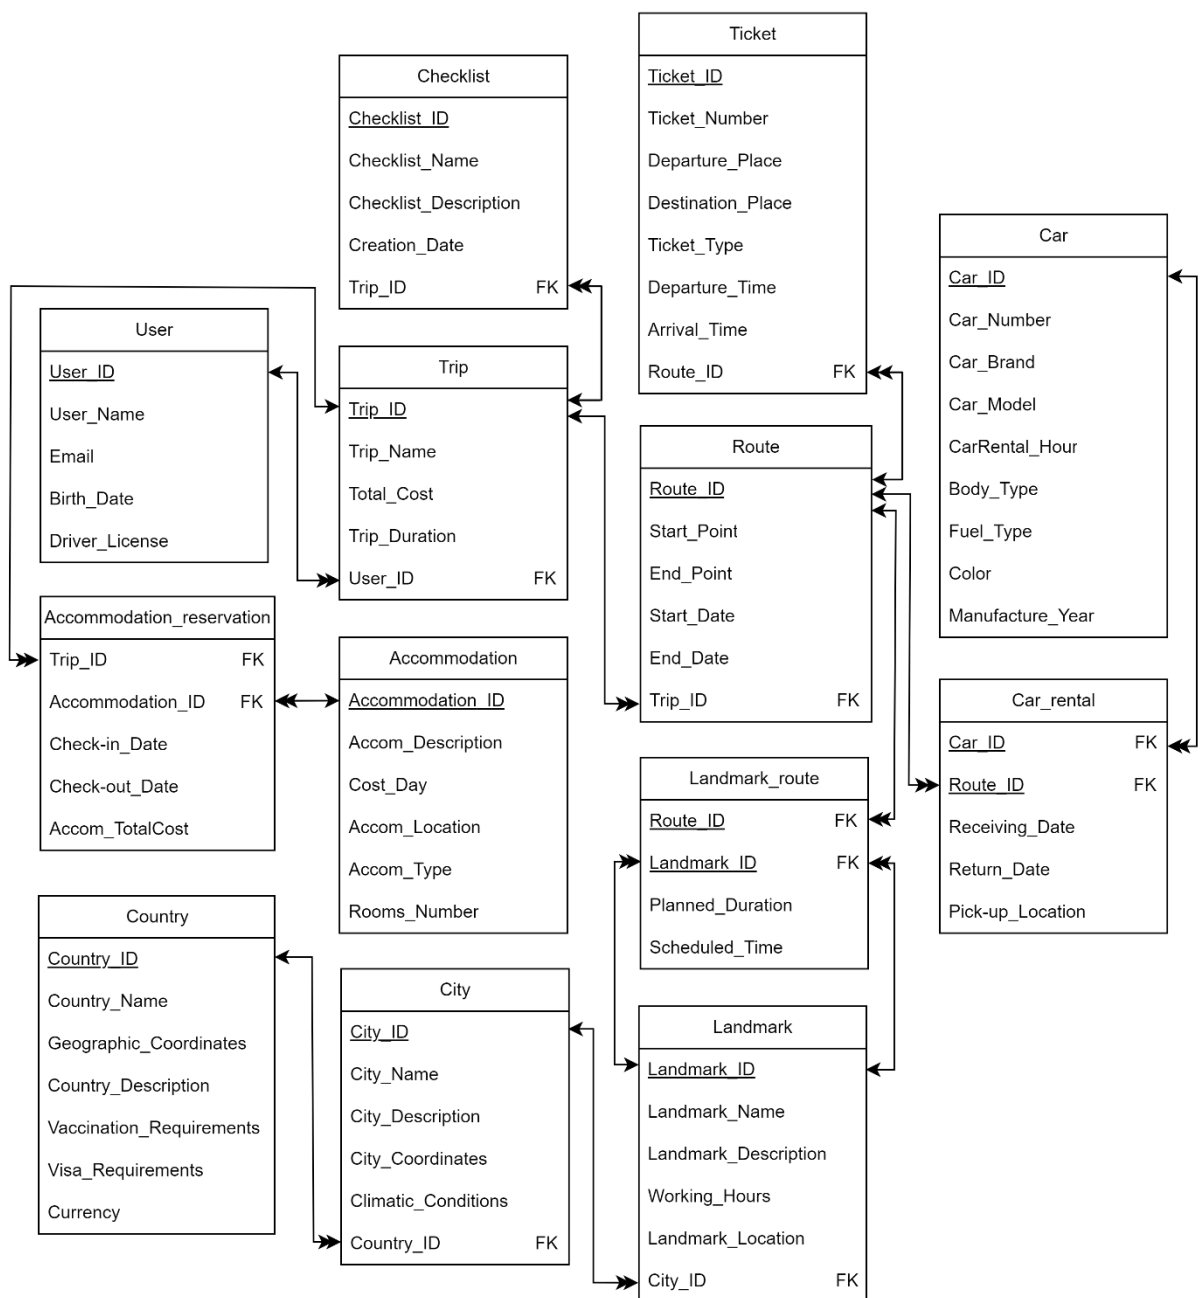 Ticket
Ticket_ID
Ticket_Number
Departure_Place
Destination_Place
Ticket_Type
Departure_Time
Arrival_Time
Route_ID FK
Checklist
Checklist_ID
Checklist_Name
Checklist_Description
Creation_Date
Trip_ID FK
Car
Car_ID
Car_Number
Car_Brand
Car_Model
CarRental_Hour
Body_Type
Fuel_Type
Color
Manufacture_Year
User
User_ID
User_Name
Email
Birth_Date
Driver_License
Trip
Trip_ID
Trip_Name
Total_Cost
Trip_Duration
User_ID FK
Route
Route_ID
Start_Point
End_Point
Start_Date
End_Date
Trip_ID FK
Accommodation_reservation
Trip_ID FK
Accommodation_ID FK
Check-in_Date
Check-out_Date
Accom_TotalCost
Accommodation
Accommodation_ID
Accom_Description
Cost_Day
Accom_Location
Accom_Type
Rooms_Number
Car_rental
Car_ID FK
Route_ID FK
Receiving_Date
Return_Date
Pick-up_Location
Landmark_route
Route_ID FK
Landmark_ID FK
Planned_Duration
Scheduled_Time
Country
Country_ID
Country_Name
Geographic_Coordinates
Country_Description
Vaccination_Requirements
Visa_Requirements
Currency
City
City_ID
City_Name
City_Description
City_Coordinates
Climatic_Conditions
Country_ID FK
Landmark
Landmark_ID
Landmark_Name
Landmark_Description
Working_Hours
Landmark_Location
City_ID FK